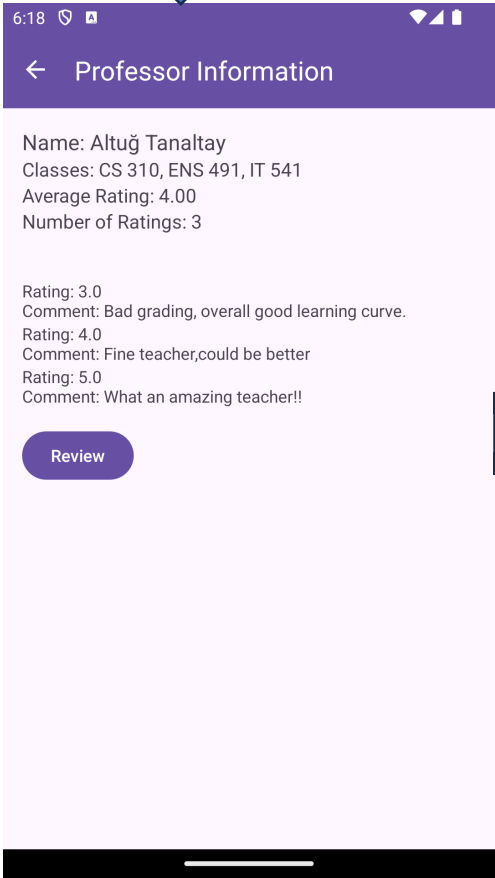 6:18
Professor Information
Name: Altuğ Tanaltay
Classes: CS 310, ENS 491, IT 541
Average Rating: 4.00
Number of Ratings: 3
Rating: 3.0
Comment: Bad grading, overall good learning curve.
Rating: 4.0
Comment: Fine teacher,could be better
Rating: 5.0
Comment: What an amazing teacher!!
Review